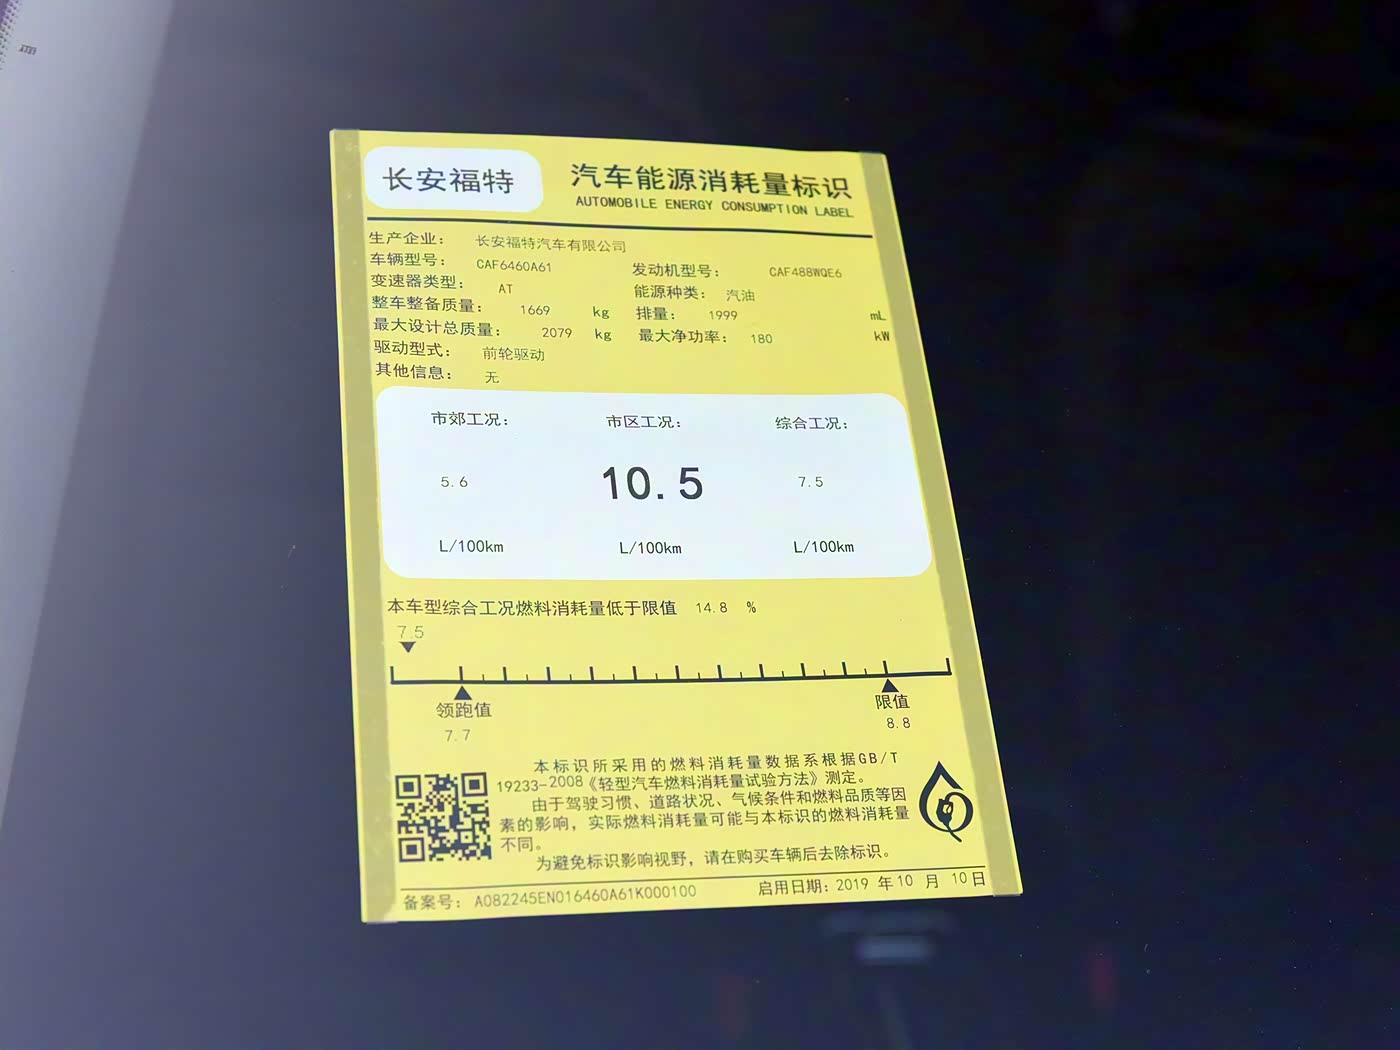 长安福特
汽车能源消耗量标识
AUTOMOBILE ENERGY CONSUMPTION LABEL
生产企业： 长安福特汽车有限公司
车辆型号： CAF6460A61 发动机型号： CAF488WQE6
变速器类型： AT 能源种类： 汽油
整车整备质量： 1669 kg 排量： 1999 mL
最大设计总质量： 2079 kg 最大净功率： 180 kW
驱动型式： 前轮驱动
其他信息： 无
市郊工况： 市区工况： 综合工况：
5.6 10.5 7.5
L/100km L/100km L/100km
本车型综合工况燃料消耗量低于限值 14.8 %
7.5
领跑值 限值
7.7 8.8
本标识所采用的燃料消耗量数据系根据GB/T
19233-2008《轻型汽车燃料消耗量试验方法》测定。
由于驾驶习惯、道路状况、气候条件和燃料品质等因
素的影响，实际燃料消耗量可能与本标识的燃料消耗量
不同。
为避免标识影响视野，请在购买车辆后去除标识。
备案号： A082245EN016460A61K000100 启用日期：2019 年10 月 10日